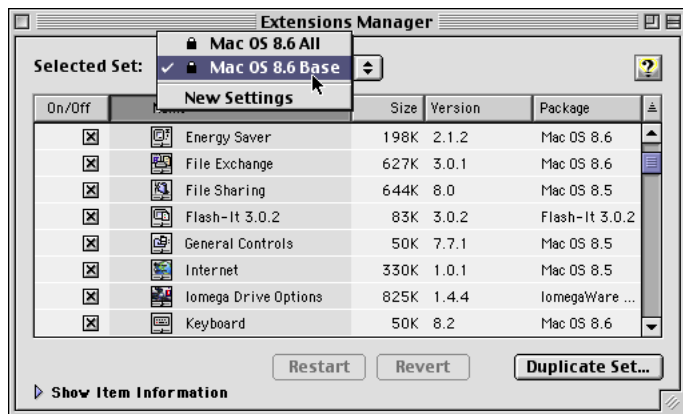 Extensions Manager
Selected Set:
Mac OS 8.6 All
Mac OS 8.6 Base
New Settings
On/Off Size Version Package
Energy Saver 198K 2.1.2 Mac OS 8.6
File Exchange 627K 3.0.1 Mac OS 8.6
File Sharing 644K 8.0 Mac OS 8.5
Flash-It 3.0.2 83K 3.0.2 Flash-It 3.0.2
General Controls 50K 7.7.1 Mac OS 8.5
Internet 330K 1.0.1 Mac OS 8.5
Iomega Drive Options 825K 1.4.4 IomegaWare ...
Keyboard 50K 8.2 Mac OS 8.6
Restart Revert Duplicate Set...
Show Item Information